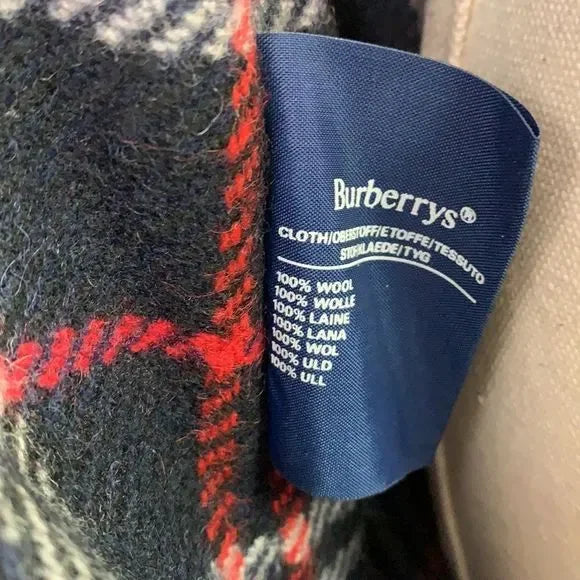 Burberrys®
CLOTH/OBERSTOFF/ETOFFE/TESSUTO
STOF/KLAEDE/TYG
100% WOOL
100% WOLLE
100% LAINE
100% LANA
100% WOL
100% ULD
100% ULL